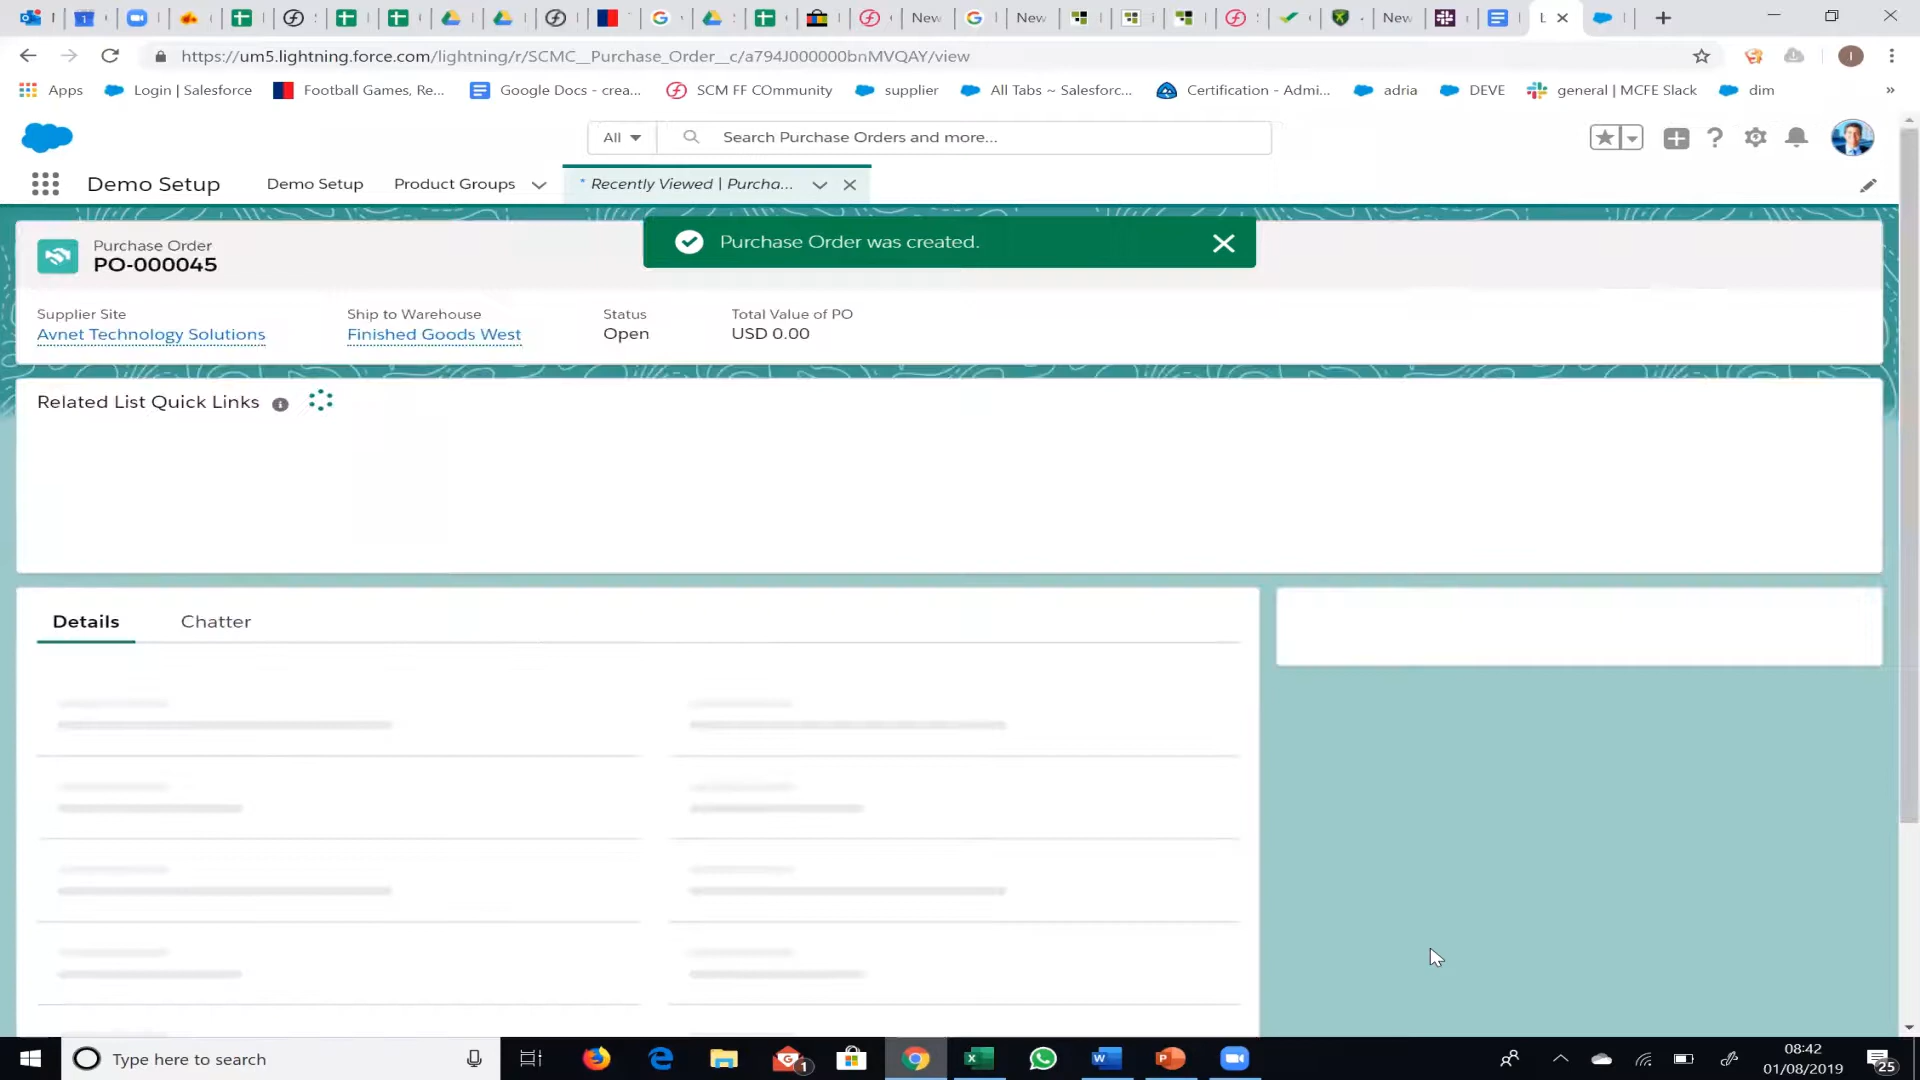 New
New
New
L
https://um5.lightning.force.com/lightning/r/SCMC__Purchase_Order__c/a794J000000bnMVQAY/view
Apps
Login | Salesforce
Football Games, Re...
Google Docs - crea...
SCM FF COmmunity
supplier
All Tabs ~ Salesforc...
Certification - Admi...
adria
DEVE
general | MCFE Slack
dim
»
All
Search Purchase Orders and more...
Demo Setup
Demo Setup
Product Groups
* Recently Viewed | Purcha...
Purchase Order
PO-000045
Purchase Order was created.
Supplier Site
Ship to Warehouse
Status
Total Value of PO
Avnet Technology Solutions
Finished Goods West
Open
USD 0.00
Related List Quick Links
Details
Chatter
Type here to search
1
08:42
01/08/2019
25